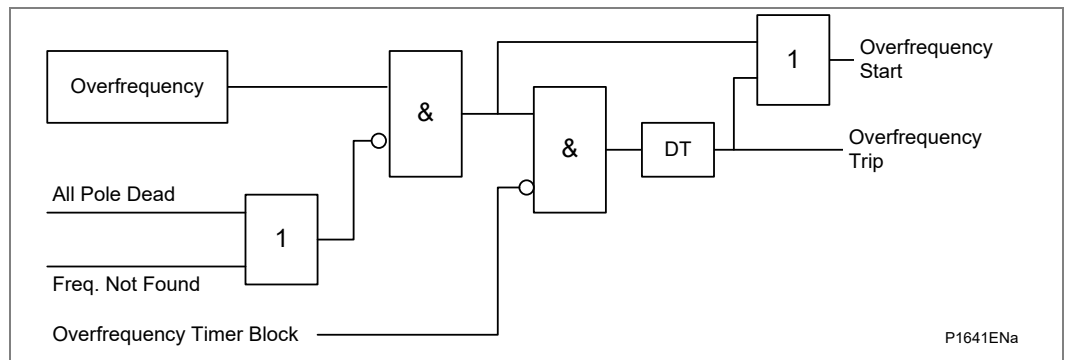 Overfrequency
&
&
1
Overfrequency
Start
DT
Overfrequency
Trip
All Pole Dead
1
Freq. Not Found
Overfrequency Timer Block
P1641ENa